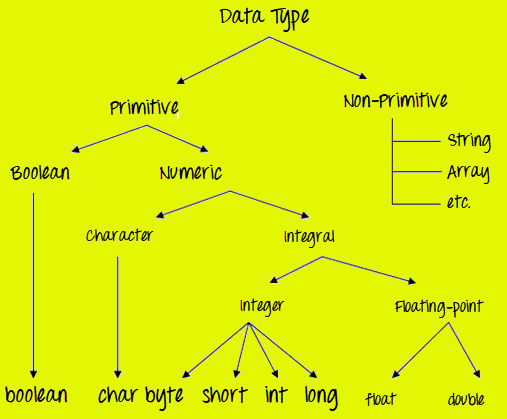 Data Type
Primitive
Non-Primitive
String
Array
etc.
Boolean
Numeric
Character
Integral
Integer
Floating-point
boolean
char
byte
short
int
long
float
double